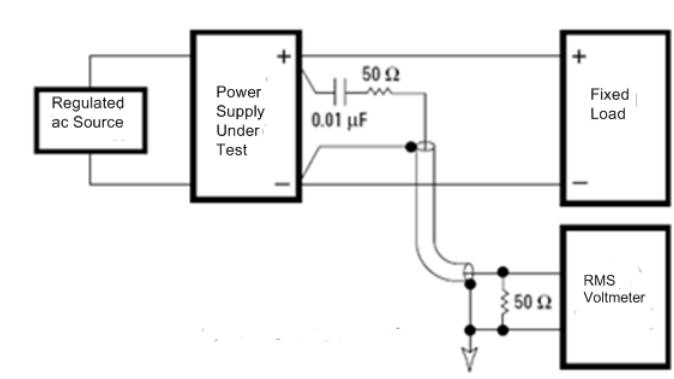 Regulated
ac Source
Power
Supply
Under
Test
+
−
50 Ω
0.01 μF
+
Fixed
Load
−
50 Ω
RMS
Voltmeter